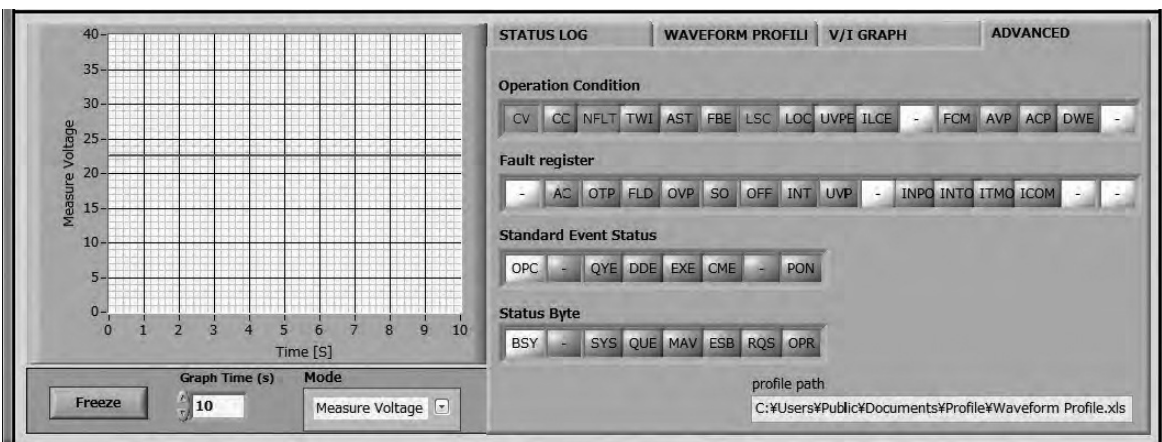 40
35
30
25
20
15
10
5
0
Measure Voltage
0 1 2 3 4 5 6 7 8 9 10
Time [S]
Freeze
Graph Time (s)
10
Mode
Measure Voltage
STATUS LOG WAVEFORM PROFILI V/I GRAPH ADVANCED
Operation Condition
CV CC NFLT TWI AST FBE LSC LOC UVPE ILCE - FCM AVP ACP DWE -
Fault register
- AC OTP FLD OVP SO OFF INT UVP - INPO INTO ITMO ICOM - -
Standard Event Status
OPC - QYE DDE EXE CME - PON
Status Byte
BSY - SYS QUE MAV ESB RQS OPR
profile path
C:¥Users¥Public¥Documents¥Profile¥Waveform Profile.xls